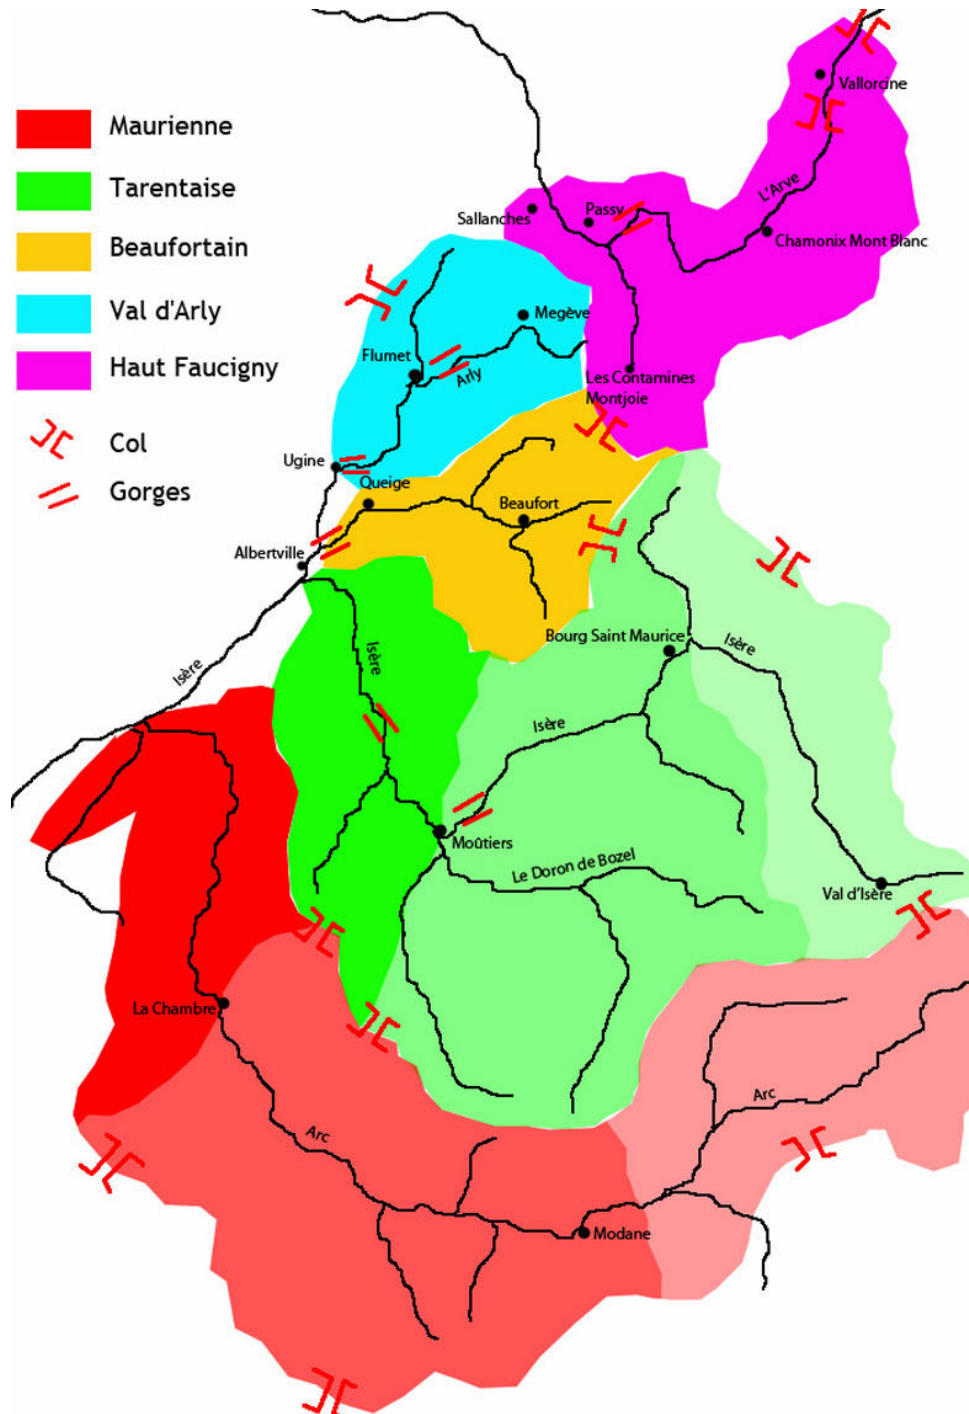 Maurienne
Tarentaise
Beaufortain
Val d'Arly
Haut Faucigny
Col
Gorges
Vallorcine
L'Arve
Sallanches
Passy
Chamonix Mont Blanc
Megève
Flumet
Arly
Les Contamines
Montjoie
Ugine
Queige
Beaufort
Albertville
Isère
Isère
Bourg Saint Maurice
Isère
Isère
Moûtiers
Le Doron de Bozel
Val d'Isère
La Chambre
Arc
Arc
Modane